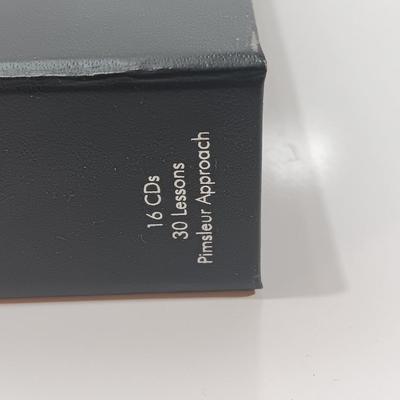 16 CDs
30 Lessons
Pimsleur Approach